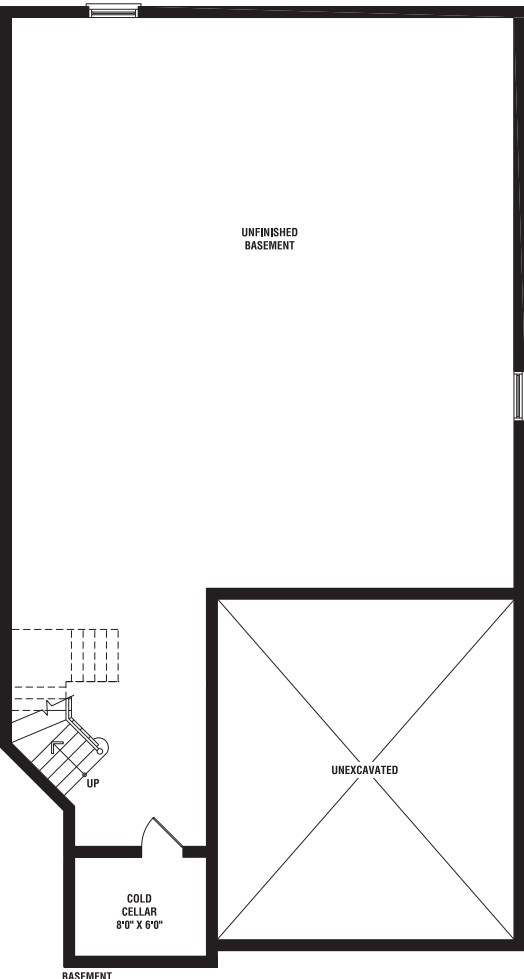 UNFINISHED
BASEMENT
UNEXCAVATED
UP
COLD
CELLAR
8'0" X 6'0"
BASEMENT